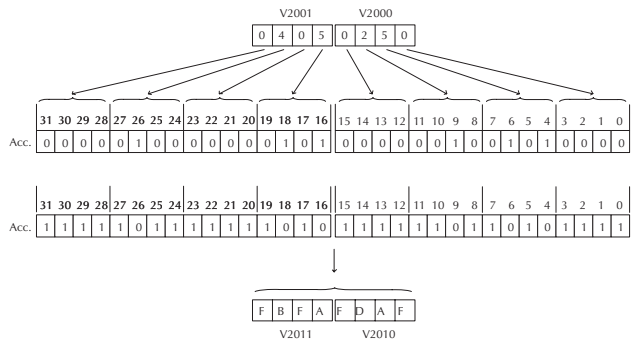 V2001 V2000
0 4 0 5 0 2 5 0
31 30 29 28 27 26 25 24 23 22 21 20 19 18 17 16 15 14 13 12 11 10 9 8 7 6 5 4 3 2 1 0
Acc. 0 0 0 0 0 1 0 0 0 0 0 0 0 1 0 1 0 0 0 0 0 0 1 0 0 1 0 1 0 0 0 0
31 30 29 28 27 26 25 24 23 22 21 20 19 18 17 16 15 14 13 12 11 10 9 8 7 6 5 4 3 2 1 0
Acc. 1 1 1 1 1 0 1 1 1 1 1 1 1 0 1 0 1 1 1 1 1 1 0 1 1 0 1 0 1 1 1 1
F B F A F D A F
V2011 V2010